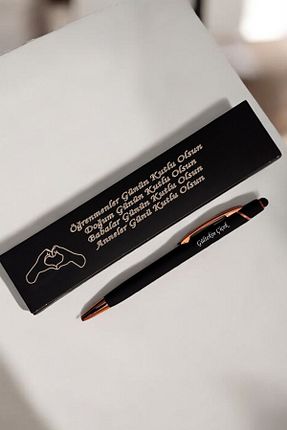 Öğretmenler Günün Kutlu Olsun
Doğum Günün Kutlu Olsun
Babalar Günün Kutlu Olsun
Anneler Günü Kutlu Olsun